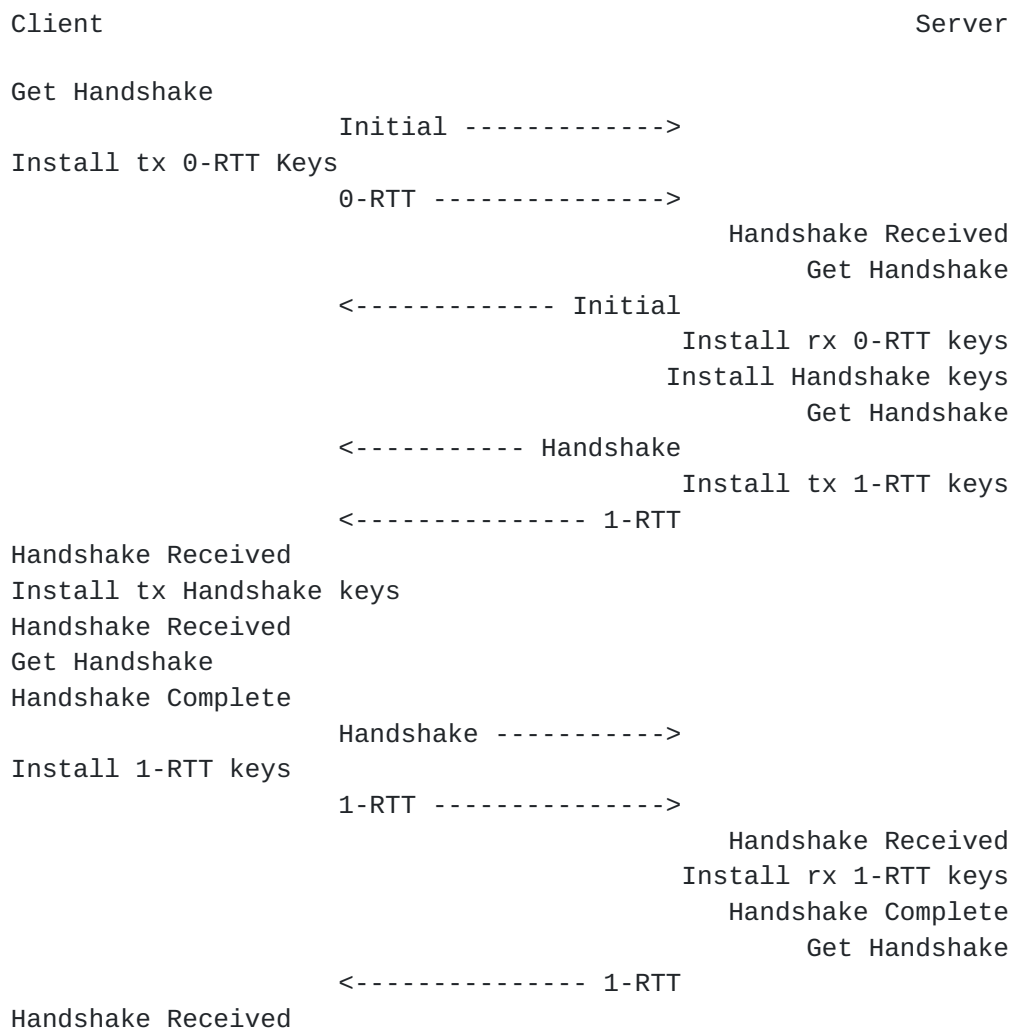 Client                                                    Server

Get Handshake
                     Initial ------------->
Install tx 0-RTT Keys
                     0-RTT --------------->
                                              Handshake Received
                                                   Get Handshake
                     <------------- Initial
                                           Install rx 0-RTT keys
                                          Install Handshake keys
                                                   Get Handshake
                     <----------- Handshake
                                           Install tx 1-RTT keys
                     <--------------- 1-RTT
Handshake Received
Install tx Handshake keys
Handshake Received
Get Handshake
Handshake Complete
                     Handshake ----------->
Install 1-RTT keys
                     1-RTT --------------->
                                              Handshake Received
                                           Install rx 1-RTT keys
                                              Handshake Complete
                                                   Get Handshake
                     <--------------- 1-RTT
Handshake Received